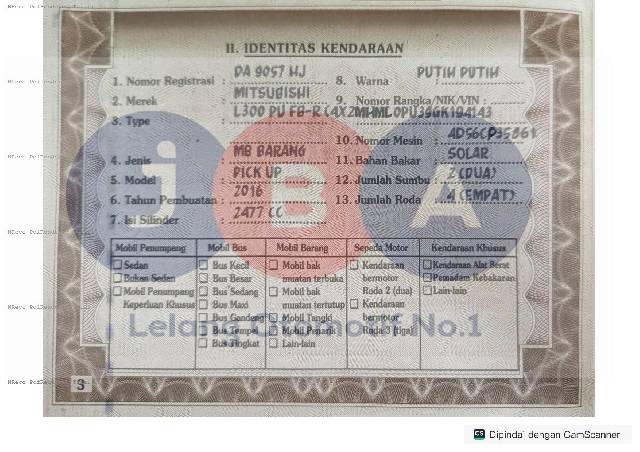 II. IDENTITAS KENDARAAN
1. Nomor Registrasi : DA 9057 HJ
2. Merek : MITSUBISHI
3. Type : L300 PU FB-R (4X2)
4. Jenis : MB BARANG
5. Model : PICK UP
6. Tahun Pembuatan : 2016
7. Isi Silinder : 2477 CC
8. Warna : PUTIH PUTIH
9. Nomor Rangka/NIK/VIN :
MHML0PU39GK194143
10. Nomor Mesin : 4D56CP35861
11. Bahan Bakar : SOLAR
12. Jumlah Sumbu : 2 (DUA)
13. Jumlah Roda : 4 (EMPAT)
iBA
Lelang Otomotif No.1
Mobil Penumpang
Sedan
Bukan Sedan
Mobil Penumpang
Keperluan Khusus
Mobil Bus
Bus Kecil
Bus Besar
Bus Sedang
Bus Maxi
Bus Gandeng
Bus Tempel
Bus Tingkat
Mobil Barang
Mobil bak
muatan terbuka
Mobil bak
muatan tertutup
Mobil Tangki
Mobil Penarik
Lain-lain
Sepeda Motor
Kendaraan
bermotor
Roda 2 (dua)
Kendaraan
bermotor
Roda 3 (tiga)
Kendaraan Khusus
Kendaraan Alat Berat
Pemadam Kebakaran
Lain-lain
3
CS Dipindai dengan CamScanner